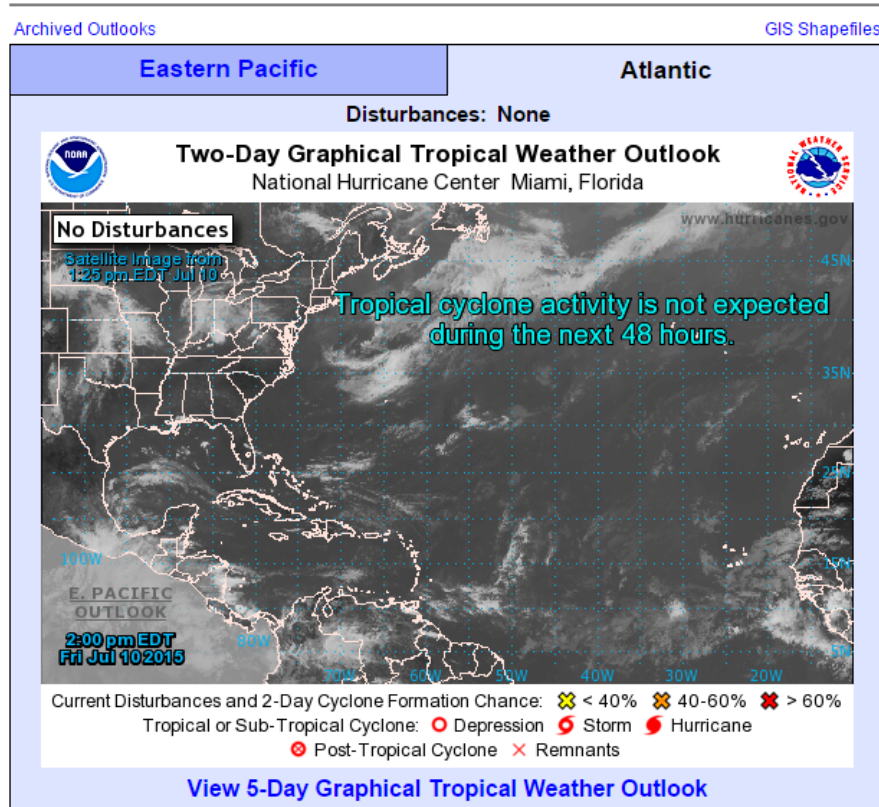 Archived Outlooks
GIS Shapefiles
Eastern Pacific
Atlantic
Disturbances: None
NOAA
Two-Day Graphical Tropical Weather Outlook
National Hurricane Center Miami, Florida
NATIONAL WEATHER SERVICE
No Disturbances
www.hurricanes.gov
Satellite Image from
1:25 pm EDT Jul 10
45N
Tropical cyclone activity is not expected
during the next 48 hours.
35N
25N
100W
15N
E. PACIFIC
OUTLOOK
2:00 pm EDT
Fri Jul 10 2015
80W
70W
60W
50W
40W
30W
20W
5N
Current Disturbances and 2-Day Cyclone Formation Chance: < 40% 40-60% > 60%
Tropical or Sub-Tropical Cyclone: Depression Storm Hurricane
Post-Tropical Cyclone Remnants
View 5-Day Graphical Tropical Weather Outlook